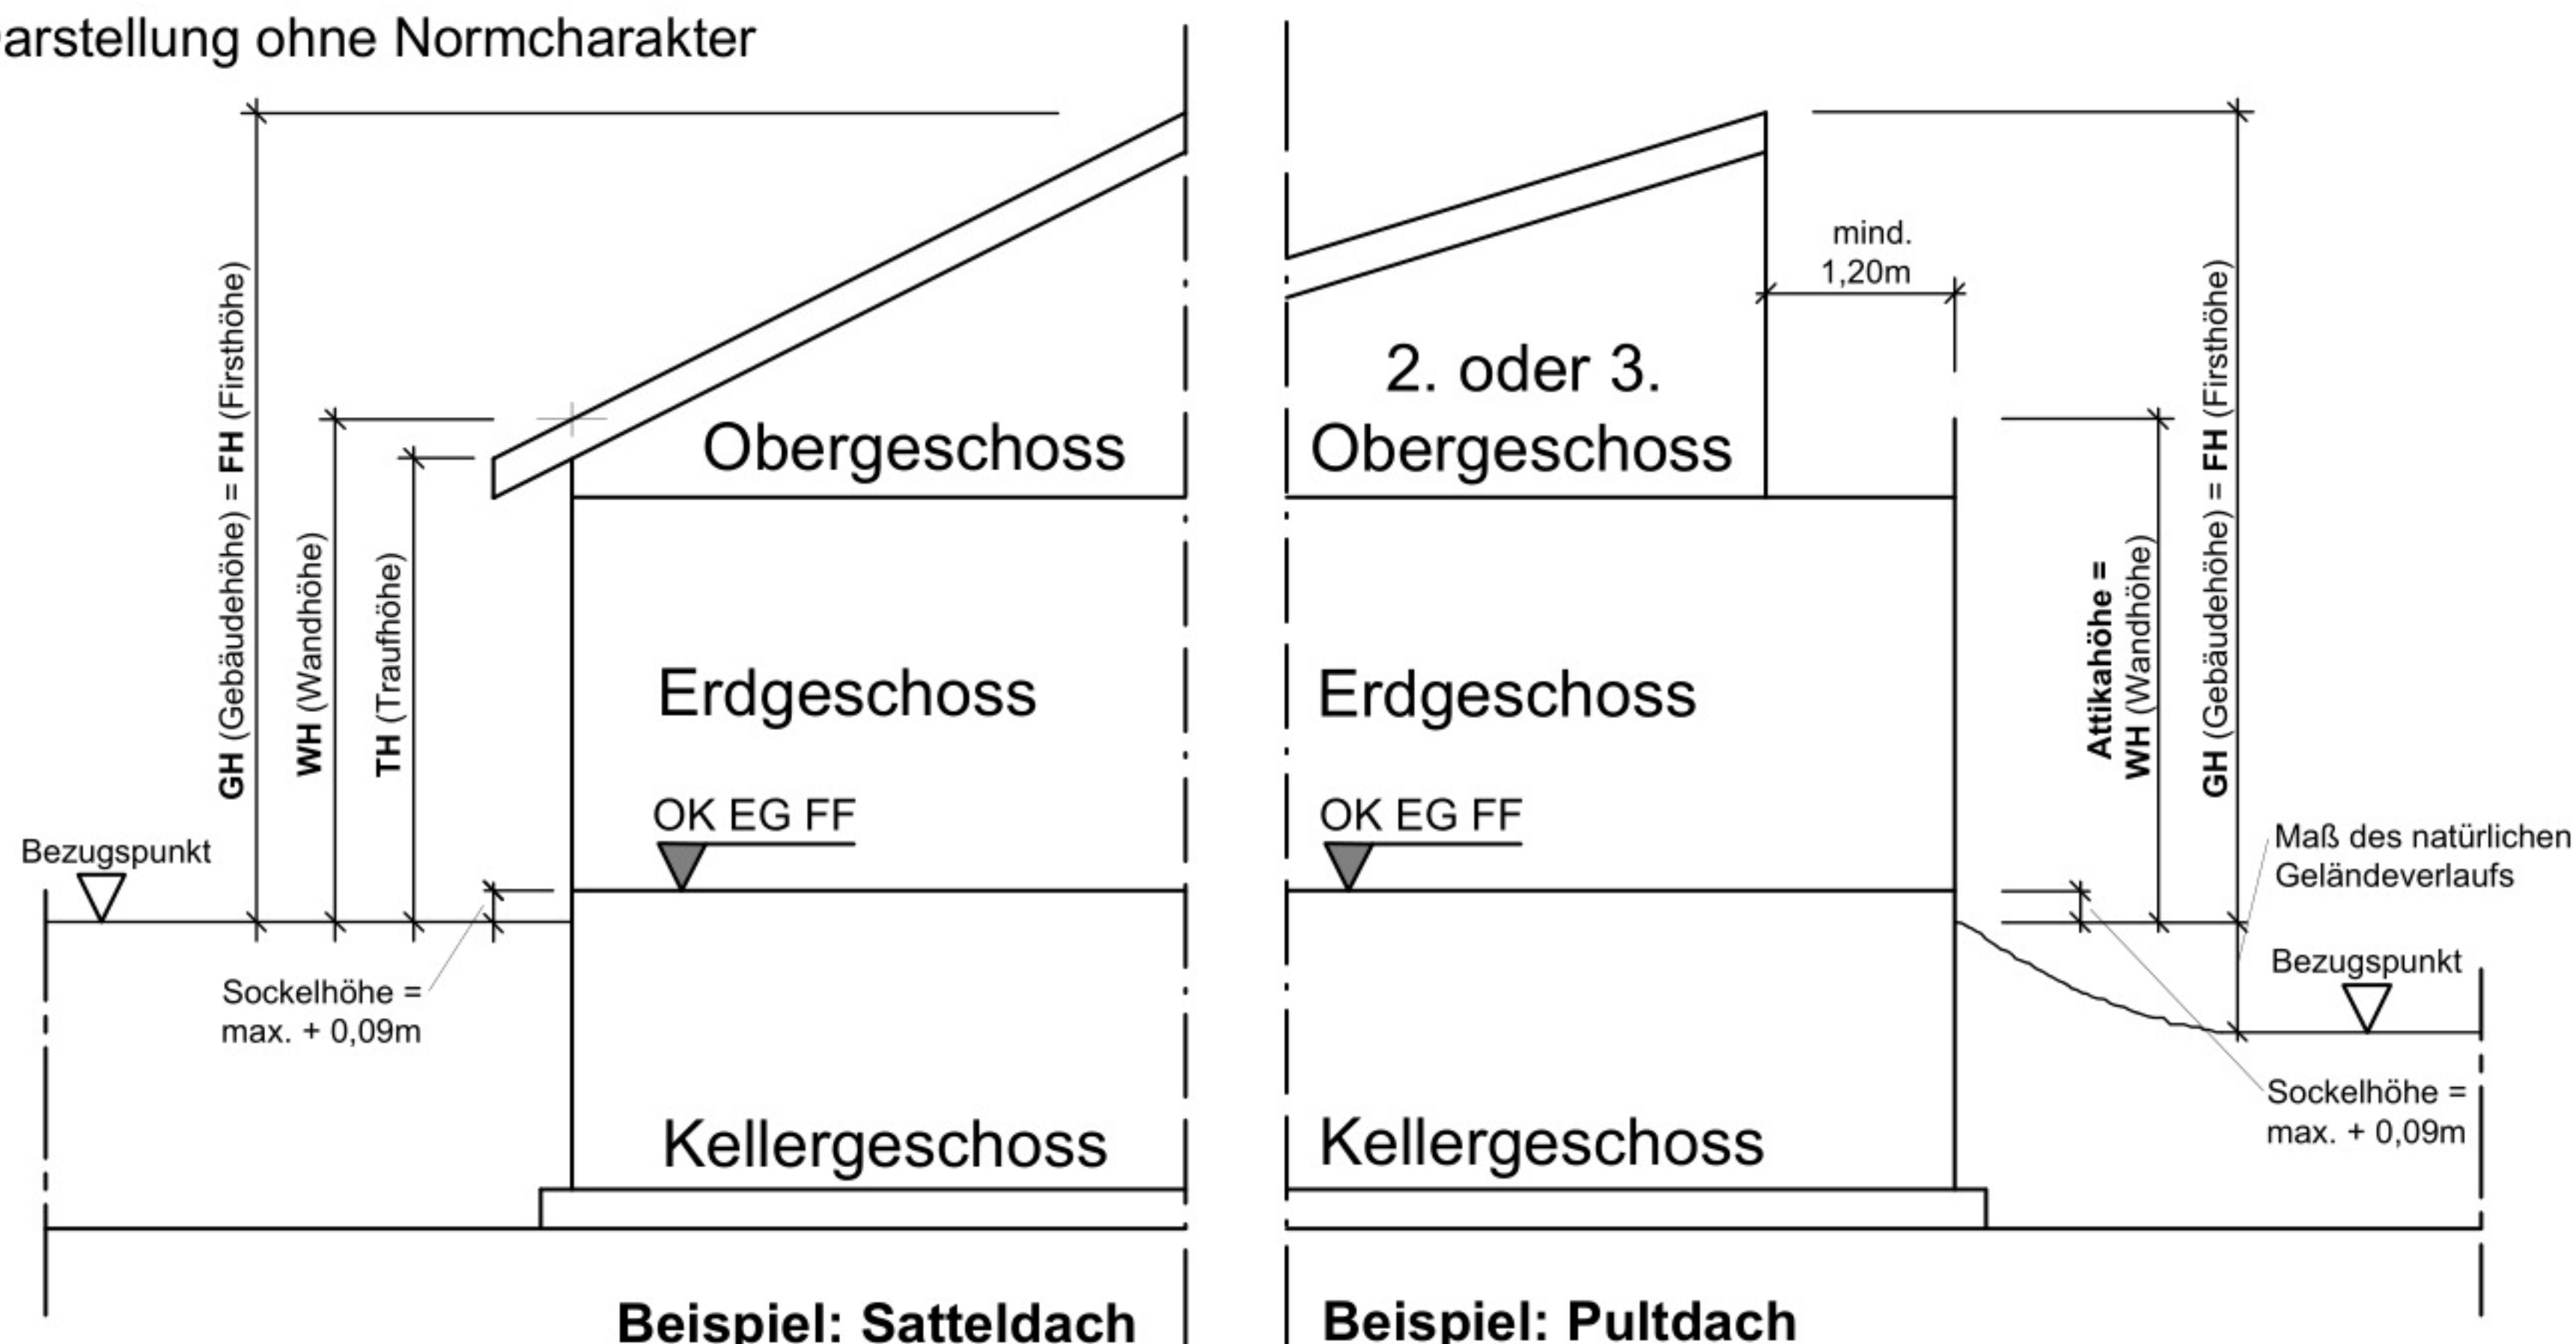 arstellung ohne Normcharakter
GH (Gebäudehöhe) = FH (Firsthöhe)
WH (Wandhöhe)
TH (Traufhöhe)
Bezugspunkt
Sockelhöhe =
max. + 0,09m
Obergeschoss
Erdgeschoss
OK EG FF
Kellergeschoss
Beispiel: Satteldach
mind.
1,20m
2. oder 3.
Obergeschoss
Erdgeschoss
OK EG FF
Kellergeschoss
Beispiel: Pultdach
Attikahöhe =
WH (Wandhöhe)
GH (Gebäudehöhe) = FH (Firsthöhe)
Maß des natürlichen
Geländeverlaufs
Bezugspunkt
Sockelhöhe =
max. + 0,09m